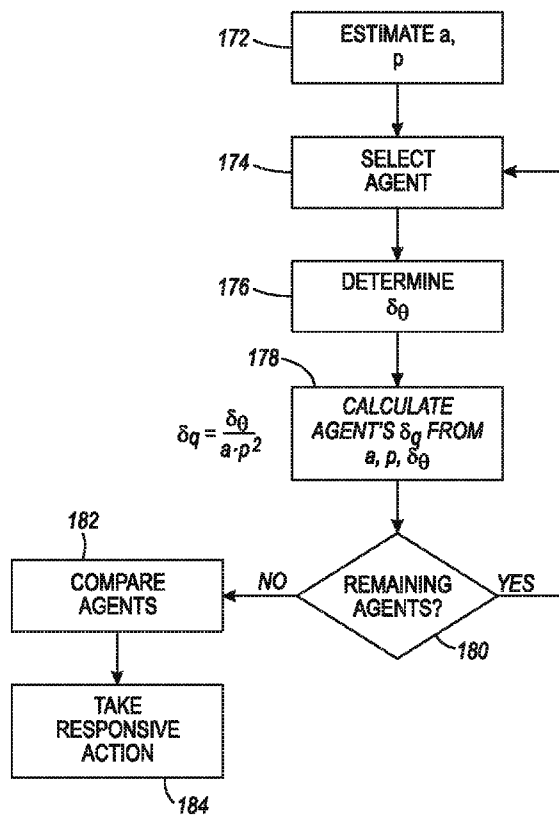 172
ESTIMATE a,
p
174
SELECT
AGENT
176
DETERMINE
δθ
178
δq = δθ / a·p²
CALCULATE
AGENT'S δq FROM
a, p, δθ
182
COMPARE
AGENTS
NO
REMAINING
AGENTS?
YES
180
TAKE
RESPONSIVE
ACTION
184